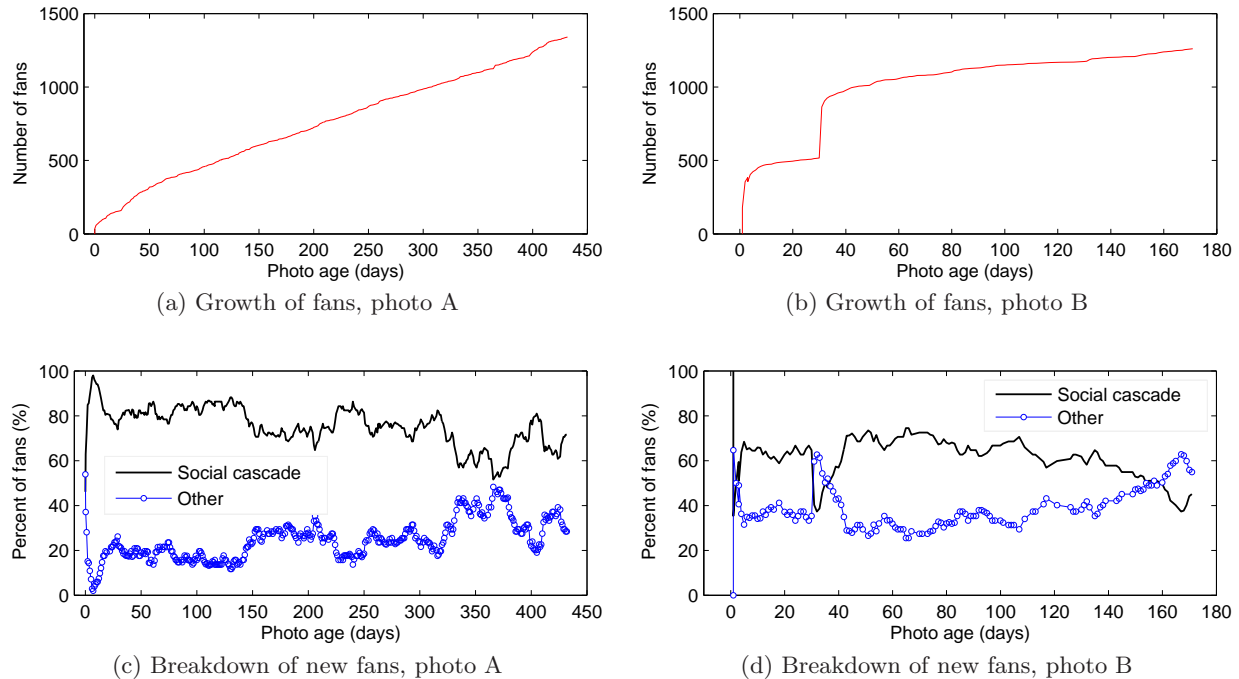 1500
1000
500
0
Number of fans
0 50 100 150 200 250 300 350 400 450
Photo age (days)
(a) Growth of fans, photo A
1500
1000
500
0
Number of fans
0 20 40 60 80 100 120 140 160 180
Photo age (days)
(b) Growth of fans, photo B
100
80
60
40
20
0
Percent of fans (%)
Social cascade
Other
0 50 100 150 200 250 300 350 400 450
Photo age (days)
(c) Breakdown of new fans, photo A
100
80
60
40
20
0
Percent of fans (%)
Social cascade
Other
0 20 40 60 80 100 120 140 160 180
Photo age (days)
(d) Breakdown of new fans, photo B